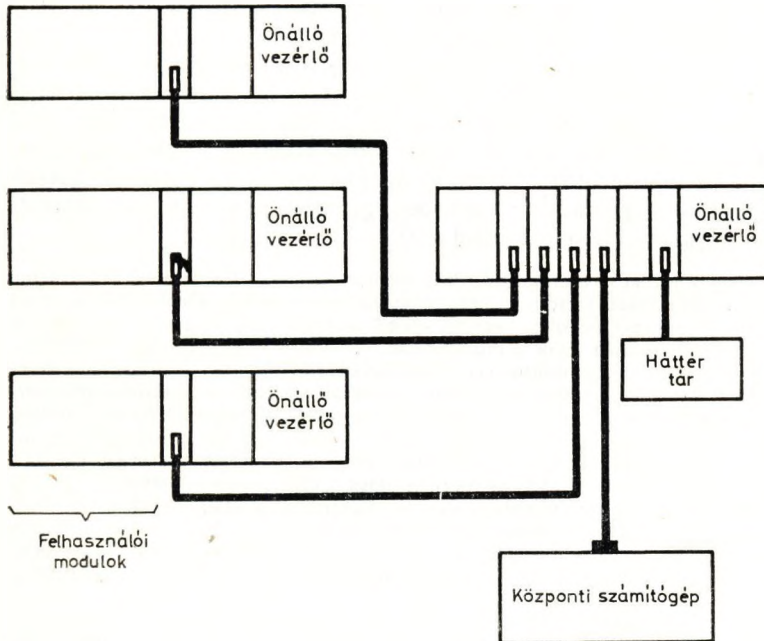 Önálló
vezérlő
Önálló
vezérlő
Önálló
vezérlő
Háttér
tár
Önálló
vezérlő
Felhasználói
modulok
Központi számítógép